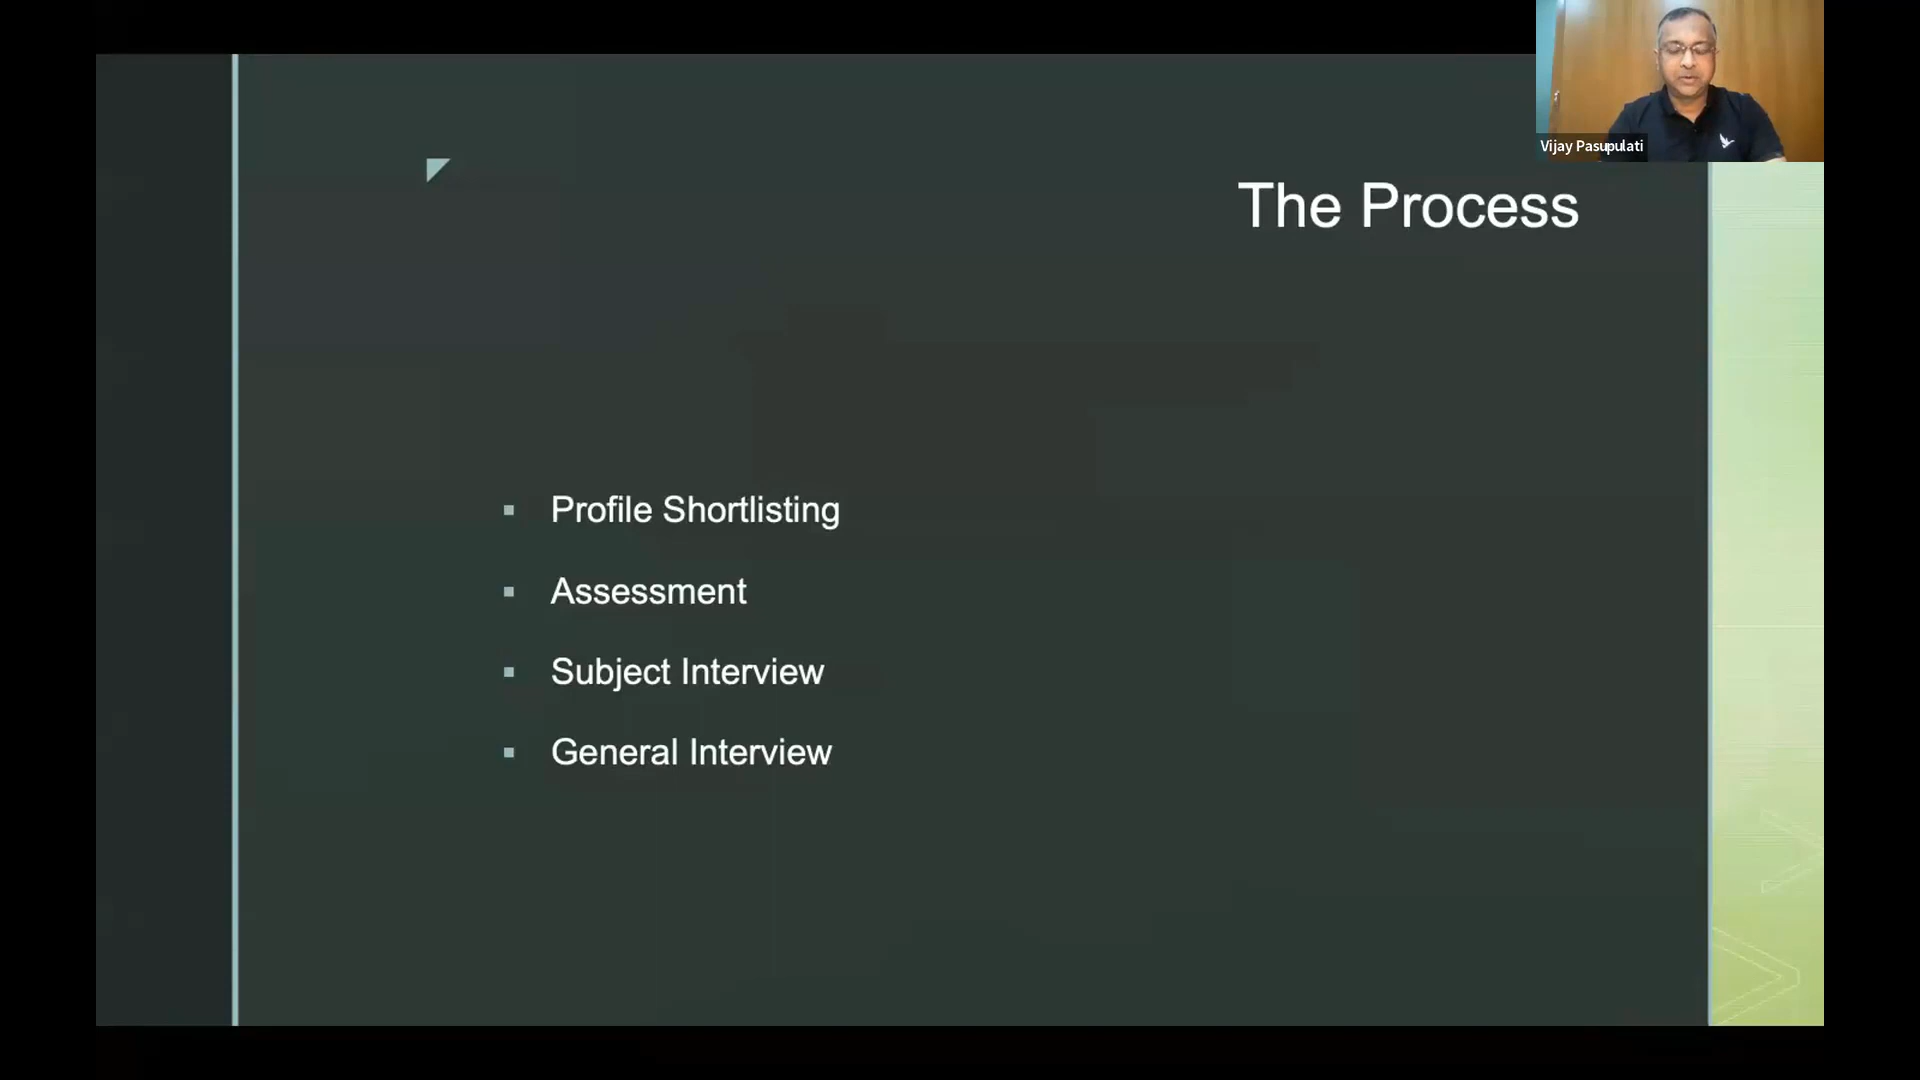 Vijay Pasupulati
The Process
Profile Shortlisting
Assessment
Subject Interview
General Interview